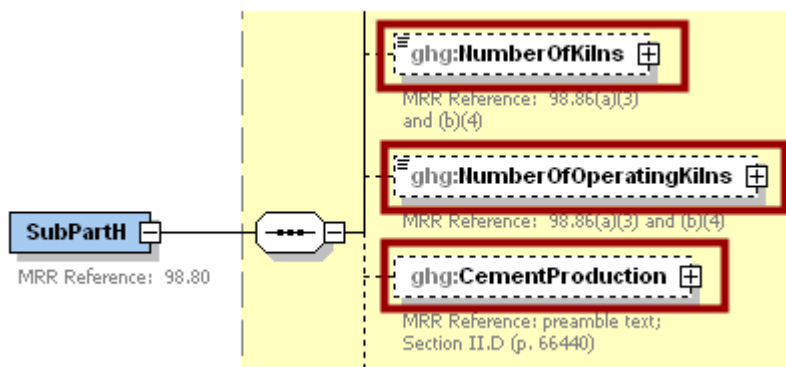 ghg:NumberOfKilns
MRR Reference: 98.86(a)(3)
and (b)(4)
ghg:NumberOfOperatingKilns
MRR Reference: 98.86(a)(3) and (b)(4)
SubPartH
MRR Reference: 98.80
ghg:CementProduction
MRR Reference: preamble text;
Section II.D (p. 66440)